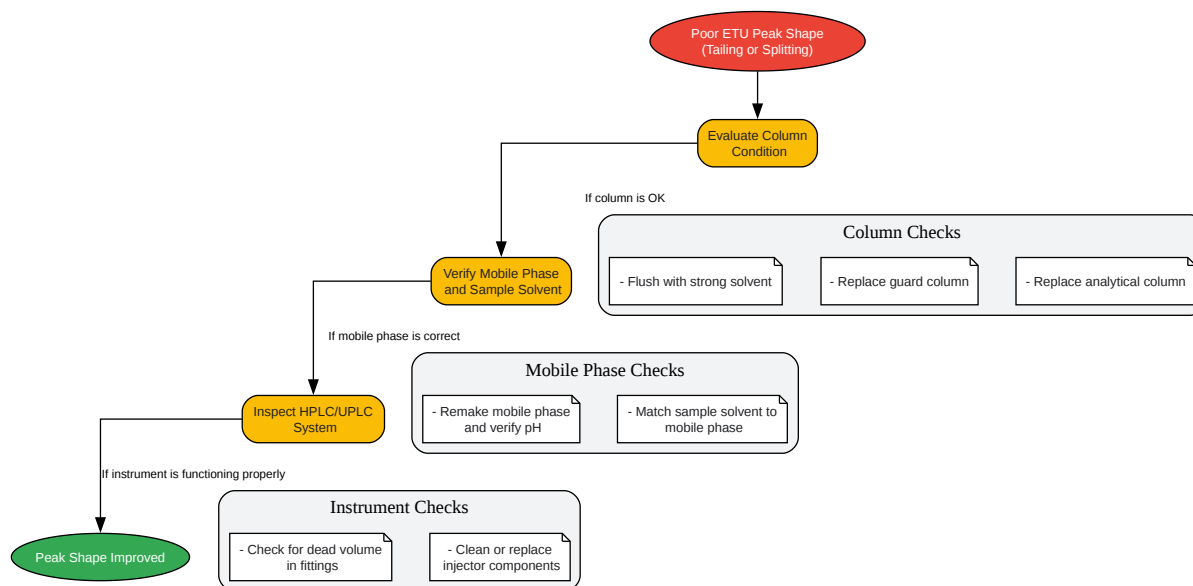 Poor ETU Peak Shape
(Tailing or Splitting)
Evaluate Column
Condition
If column is OK
Column Checks
- Flush with strong solvent
- Replace guard column
- Replace analytical column
Verify Mobile Phase
and Sample Solvent
If mobile phase is correct
Mobile Phase Checks
- Remake mobile phase
and verify pH
- Match sample solvent to
mobile phase
Inspect HPLC/UPLC
System
If instrument is functioning properly
Instrument Checks
- Check for dead volume
in fittings
- Clean or replace
injector components
Peak Shape Improved